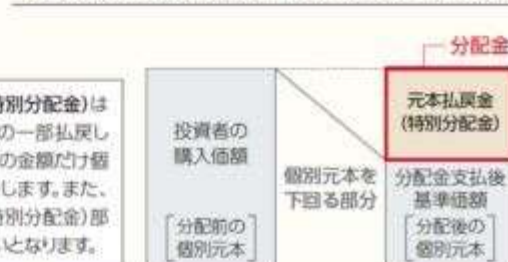 分配金
特別分配金)は
の一部払戻し
の金額だけ個
します。また、
特別分配金)部
いとなります。
投資者の
購入価額
分配前の
個別元本
個別元本を
下回る部分
元本払戻金
(特別分配金)
分配金支払後
基準価額
分配後の
個別元本